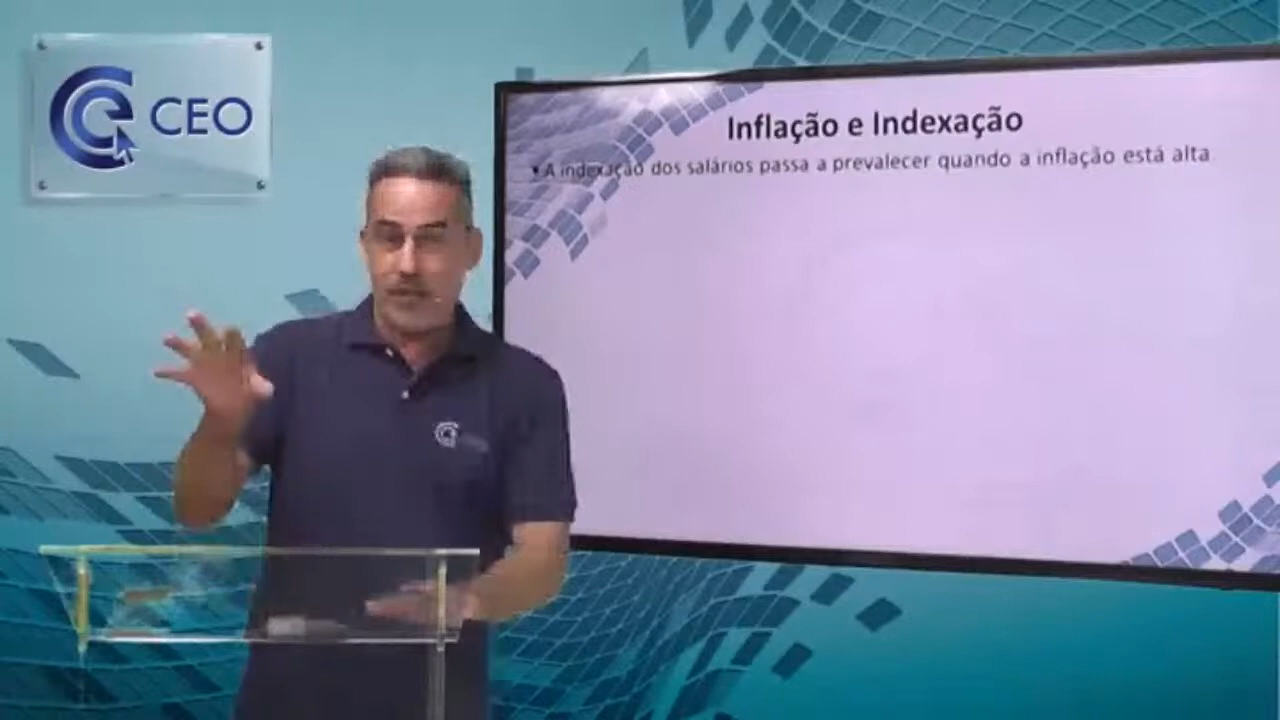 CEO
Inflação e Indexação
• A indexação dos salários passa a prevalecer quando a inflação está alta